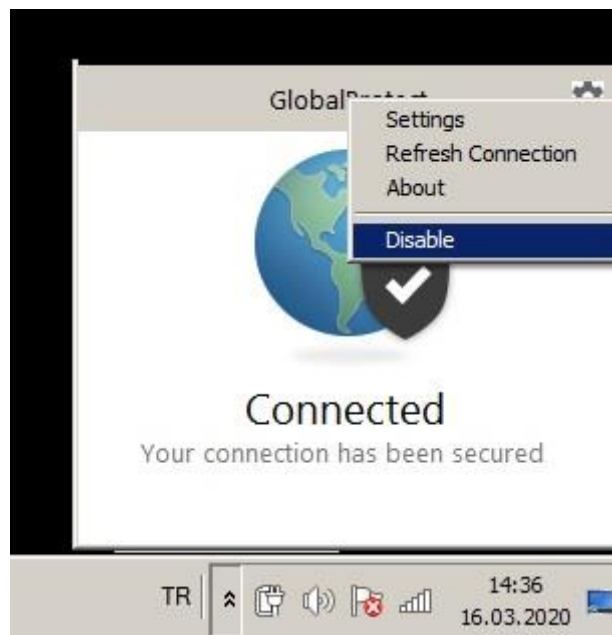 Settings
Refresh Connection
About
Disable
Connected
Your connection has been secured
TR
14:36
16.03.2020